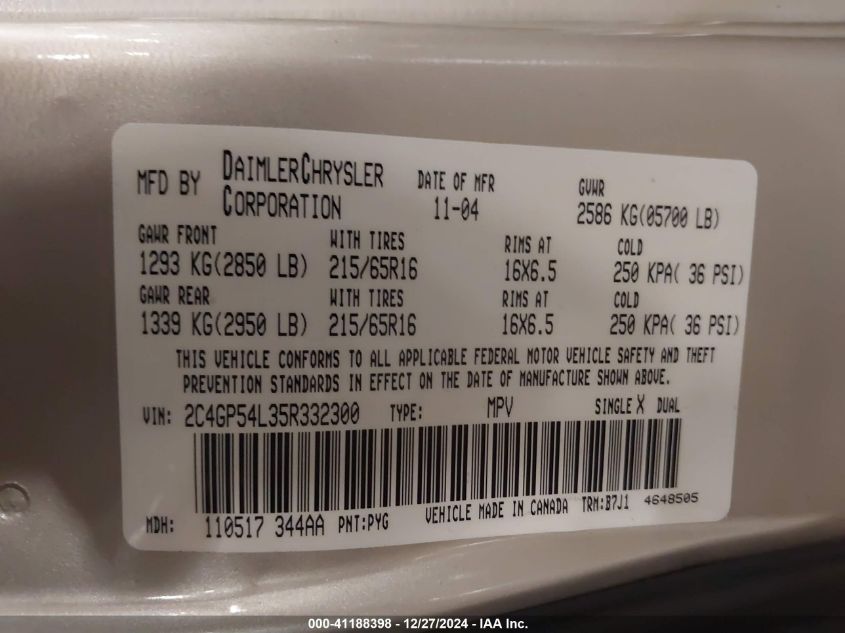 MFD BY DAIMLERCHRYSLER CORPORATION DATE OF MFR 11-04 GVWR 2586 KG(05700 LB)
GAWR FRONT WITH TIRES RIMS AT COLD
1293 KG(2850 LB) 215/65R16 16X6.5 250 KPA( 36 PSI)
GAWR REAR WITH TIRES RIMS AT COLD
1339 KG(2950 LB) 215/65R16 16X6.5 250 KPA( 36 PSI)
THIS VEHICLE CONFORMS TO ALL APPLICABLE FEDERAL MOTOR VEHICLE SAFETY AND THEFT
PREVENTION STANDARDS IN EFFECT ON THE DATE OF MANUFACTURE SHOWN ABOVE.
VIN: 2C4GP54L35R332300 TYPE: MPV SINGLE X DUAL
MDH: 110517 344AA PNT:PYG VEHICLE MADE IN CANADA TRM:B7J1 4648505
000-41188398 - 12/27/2024 - IAA Inc.